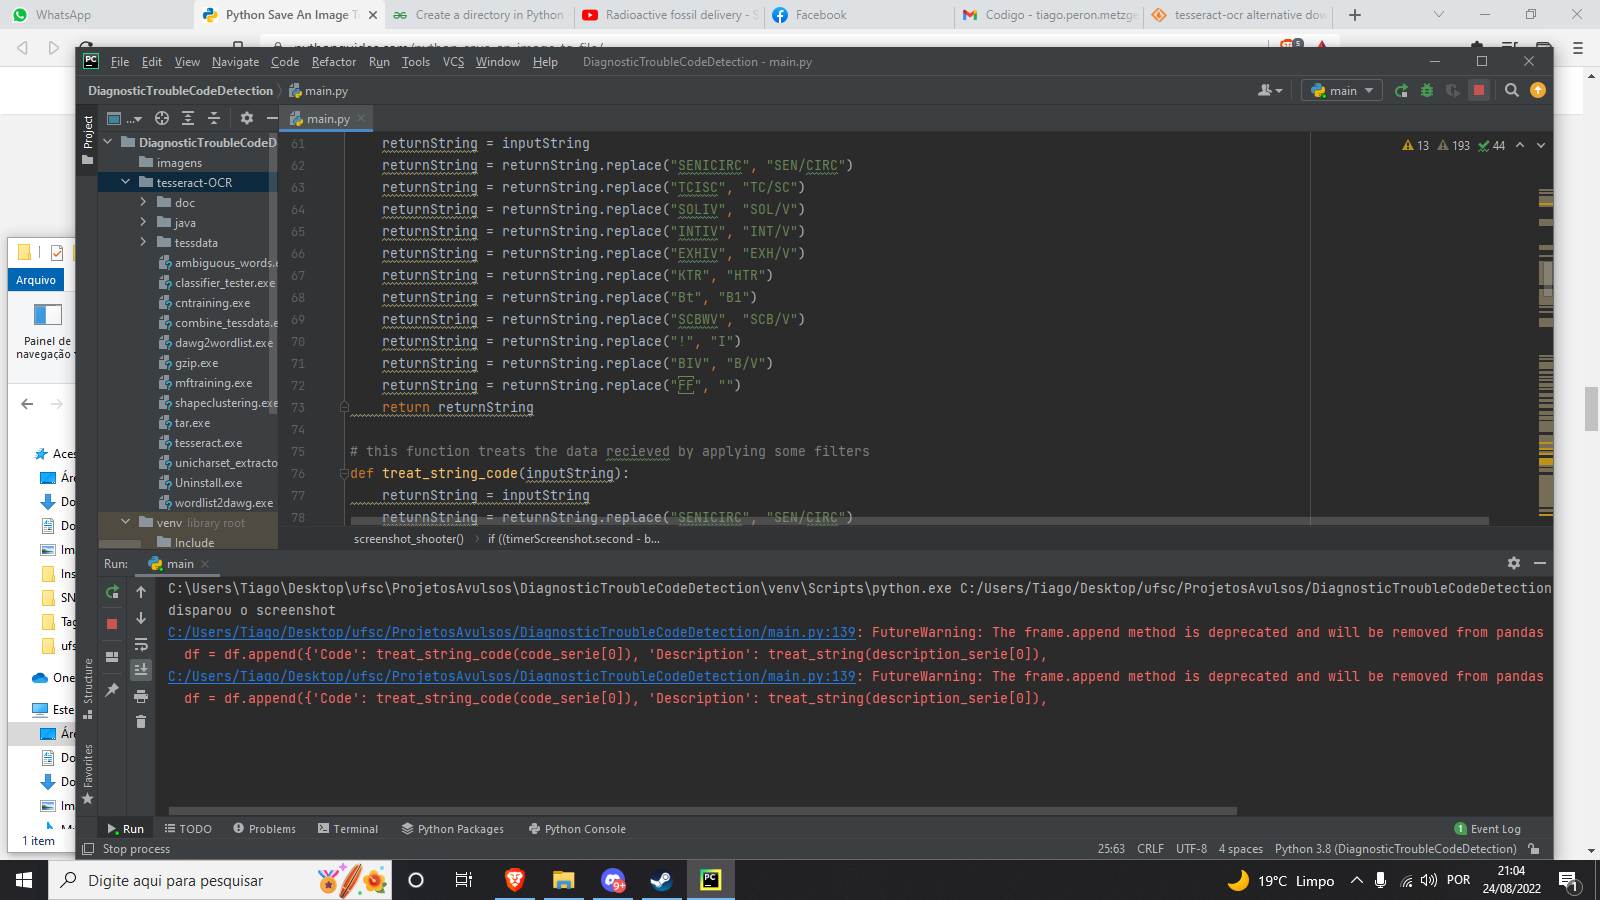 WhatsApp
Python Save An Image T
Create a directory in Python
Radioactive fossil delivery - S
Facebook
Codigo - tiago.peron.metzge
tesseract-ocr alternative dow
File Edit View Navigate Code Refactor Run Tools VCS Window Help DiagnosticTroubleCodeDetection - main.py
DiagnosticTroubleCodeDetection main.py
main
Project
main.py
DiagnosticTroubleCodeD
imagens
tesseract-OCR
doc
java
tessdata
ambiguous_words.e
classifier_tester.exe
cntraining.exe
combine_tessdata.e
dawg2wordlist.exe
gzip.exe
mftraining.exe
shapeclustering.exe
tar.exe
tesseract.exe
unicharset_extracto
Uninstall.exe
wordlist2dawg.exe
venv library root
Include
13 193 44
61 returnString = inputString
62 returnString = returnString.replace("SENICIRC", "SEN/CIRC")
63 returnString = returnString.replace("TCISC", "TC/SC")
64 returnString = returnString.replace("SOLIV", "SOL/V")
65 returnString = returnString.replace("INTIV", "INT/V")
66 returnString = returnString.replace("EXHIV", "EXH/V")
67 returnString = returnString.replace("KTR", "HTR")
68 returnString = returnString.replace("Bt", "B1")
69 returnString = returnString.replace("SCBWV", "SCB/V")
70 returnString = returnString.replace("!", "I")
71 returnString = returnString.replace("BIV", "B/V")
72 returnString = returnString.replace("FF", "")
73 return returnString
74
75 # this function treats the data recieved by applying some filters
76 def treat_string_code(inputString):
77 returnString = inputString
78 returnString = returnString.replace("SENICIRC", "SEN/CIRC")
screenshot_shooter() if ((timerScreenshot.second - b...
Arquivo
Painel de
navegação
Aces
Áre
Do
Do
Im
Ins
SN
Tag
ufs
One
Este
Áre
Do
Do
Im
1 item
Run: main
C:\Users\Tiago\Desktop\ufsc\ProjetosAvulsos\DiagnosticTroubleCodeDetection\venv\Scripts\python.exe C:/Users/Tiago/Desktop/ufsc/ProjetosAvulsos/DiagnosticTroubleCodeDetection
disparou o screenshot
C:/Users/Tiago/Desktop/ufsc/ProjetosAvulsos/DiagnosticTroubleCodeDetection/main.py:139: FutureWarning: The frame.append method is deprecated and will be removed from pandas
df = df.append({'Code': treat_string_code(code_serie[0]), 'Description': treat_string(description_serie[0]),
C:/Users/Tiago/Desktop/ufsc/ProjetosAvulsos/DiagnosticTroubleCodeDetection/main.py:139: FutureWarning: The frame.append method is deprecated and will be removed from pandas
df = df.append({'Code': treat_string_code(code_serie[0]), 'Description': treat_string(description_serie[0]),
Structure
Favorites
Run TODO Problems Terminal Python Packages Python Console 1 Event Log
Stop process 25:63 CRLF UTF-8 4 spaces Python 3.8 (DiagnosticTroubleCodeDetection)
Digite aqui para pesquisar
9+
19°C Limpo
POR
21:04
24/08/2022
1